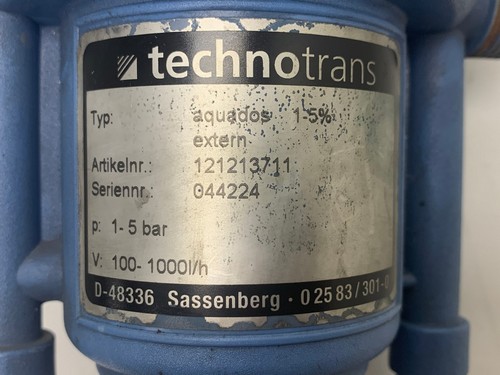 technotrans
Typ: aquados 1-5%
extern
Artikelnr.: 121213711
Seriennr.: 044224
p: 1- 5 bar
V: 100- 1000l/h
D-48336 Sassenberg · 0 25 83 / 301-0